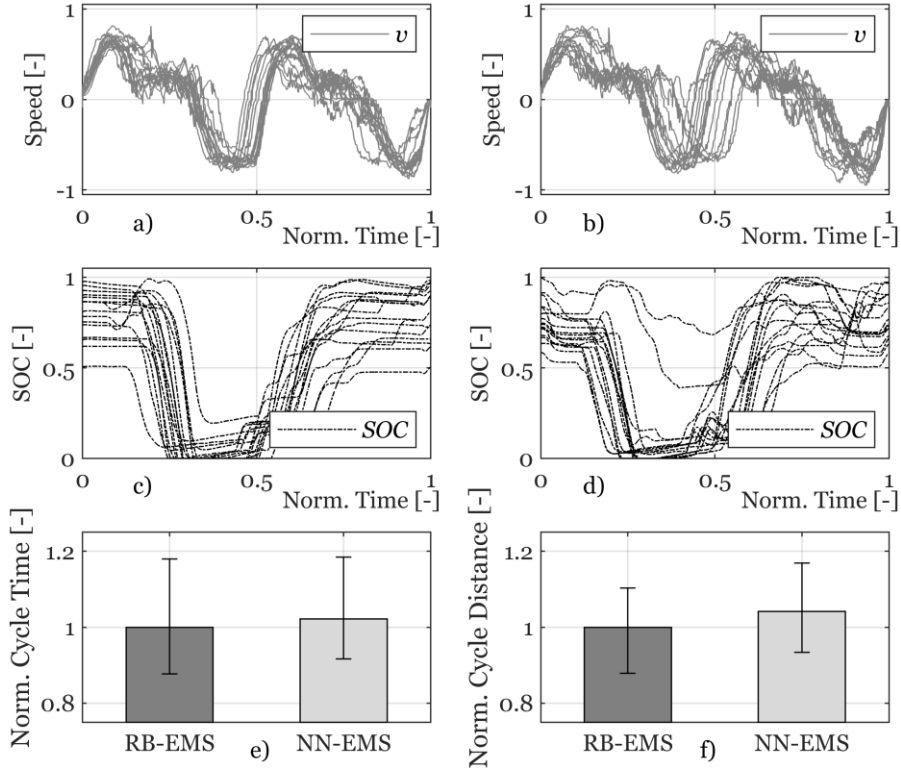 Speed [-]
1
0
-1
v
0
0.5
1
a)
Norm. Time [-]
Speed [-]
1
0
-1
v
0
0.5
1
b)
Norm. Time [-]
SOC [-]
1
0.5
0
SOC
0
0.5
1
c)
Norm. Time [-]
SOC [-]
1
0.5
0
SOC
0
0.5
1
d)
Norm. Time [-]
Norm. Cycle Time [-]
1.2
1
0.8
RB-EMS
NN-EMS
e)
Norm. Cycle Distance [-]
1.2
1
0.8
RB-EMS
NN-EMS
f)